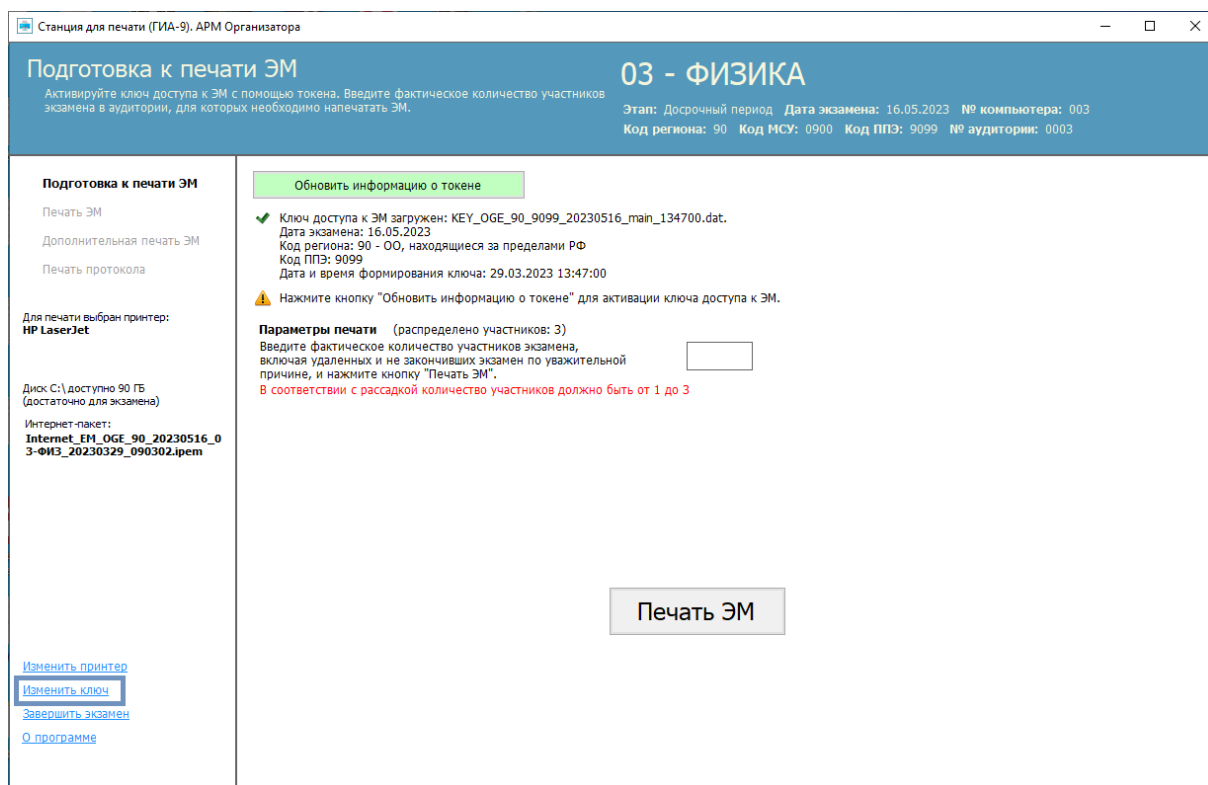 Станция для печати (ГИА-9). АРМ Организатора
Подготовка к печати ЭМ
Активируйте ключ доступа к ЭМ с помощью токена. Введите фактическое количество участников
экзамена в аудитории, для которых необходимо напечатать ЭМ.
03 - ФИЗИКА
Этап: Досрочный период Дата экзамена: 16.05.2023 № компьютера: 003
Код региона: 90 Код МСУ: 0900 Код ППЭ: 9099 № аудитории: 0003
Подготовка к печати ЭМ
Печать ЭМ
Дополнительная печать ЭМ
Печать протокола
Для печати выбран принтер:
HP LaserJet
Диск C:\ доступно 90 ГБ
(достаточно для экзамена)
Интернет-пакет:
Internet_EM_OGE_90_20230516_0
3-ФИЗ_20230329_090302.ipem
Изменить принтер
Изменить ключ
Завершить экзамен
О программе
Обновить информацию о токене
Ключ доступа к ЭМ загружен: KEY_OGE_90_9099_20230516_main_134700.dat.
Дата экзамена: 16.05.2023
Код региона: 90 - ОО, находящиеся за пределами РФ
Код ППЭ: 9099
Дата и время формирования ключа: 29.03.2023 13:47:00
Нажмите кнопку "Обновить информацию о токене" для активации ключа доступа к ЭМ.
Параметры печати (распределено участников: 3)
Введите фактическое количество участников экзамена,
включая удаленных и не закончивших экзамен по уважительной
причине, и нажмите кнопку "Печать ЭМ".
В соответствии с рассадкой количество участников должно быть от 1 до 3
Печать ЭМ